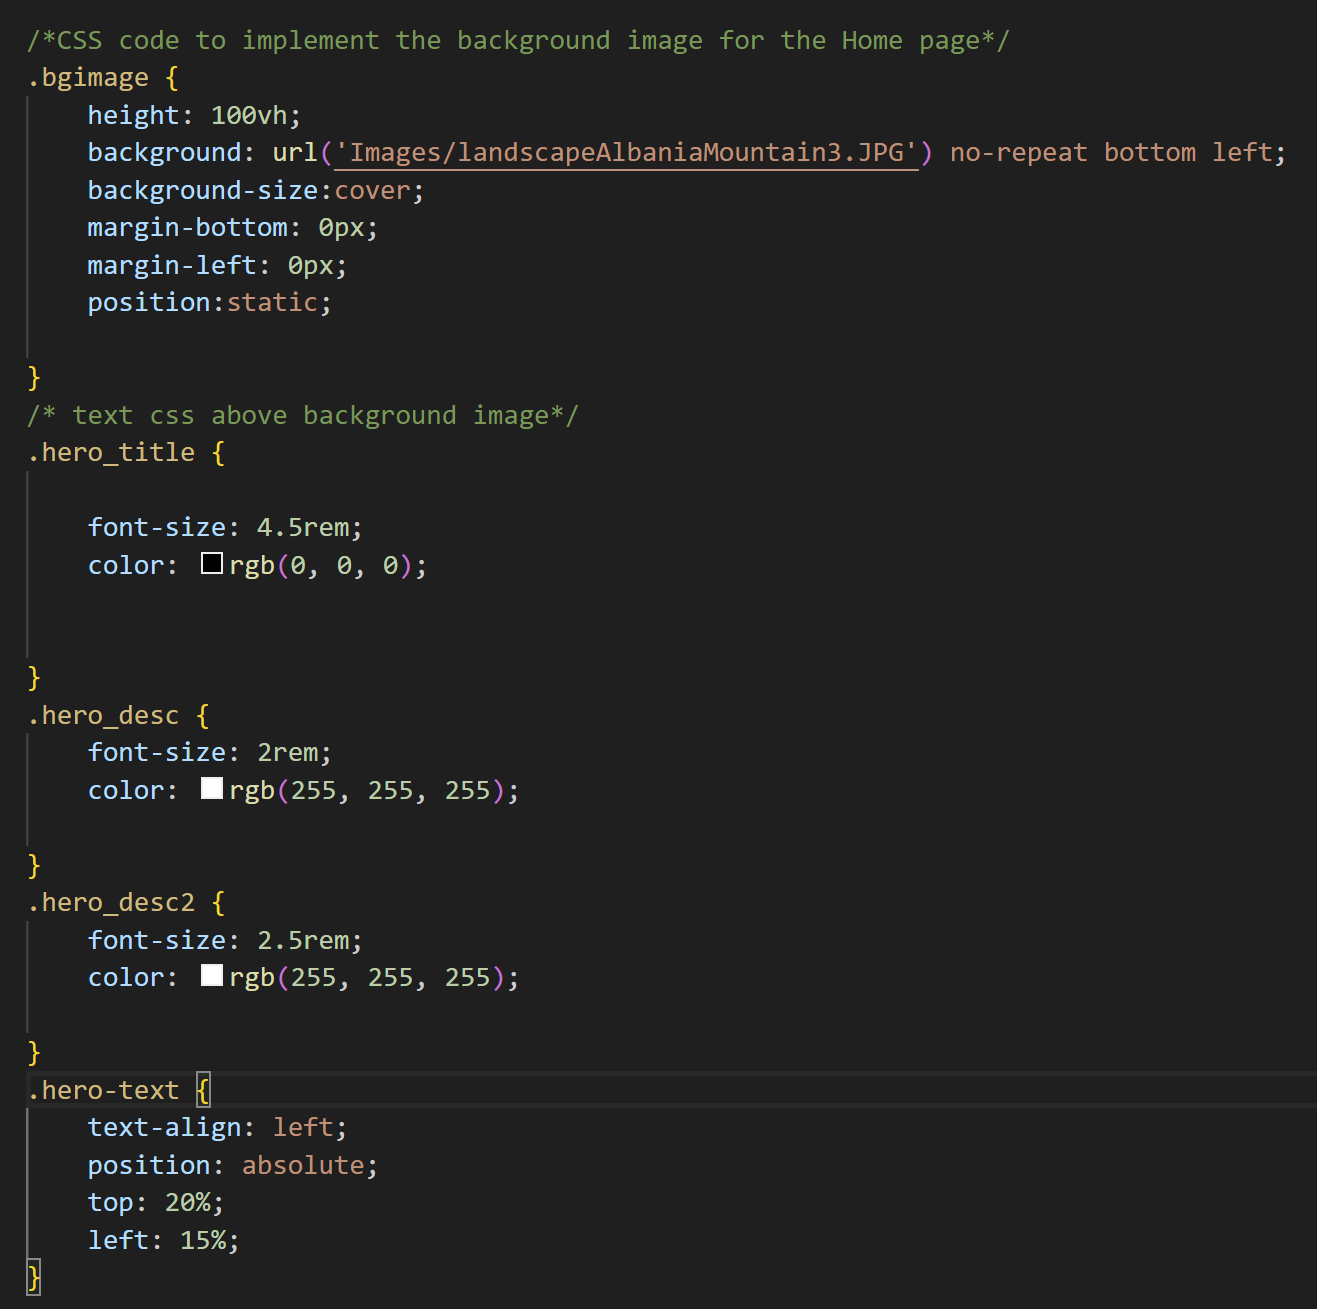 /*CSS code to implement the background image for the Home page*/
.bgimage {
    height: 100vh;
    background: url('Images/landscapeAlbaniaMountain3.JPG') no-repeat bottom left;
    background-size:cover;
    margin-bottom: 0px;
    margin-left: 0px;
    position:static;
}
/* text css above background image*/
.hero_title {
    font-size: 4.5rem;
    color: rgb(0, 0, 0);
}
.hero_desc {
    font-size: 2rem;
    color: rgb(255, 255, 255);
}
.hero_desc2 {
    font-size: 2.5rem;
    color: rgb(255, 255, 255);
}
.hero-text {
    text-align: left;
    position: absolute;
    top: 20%;
    left: 15%;
}